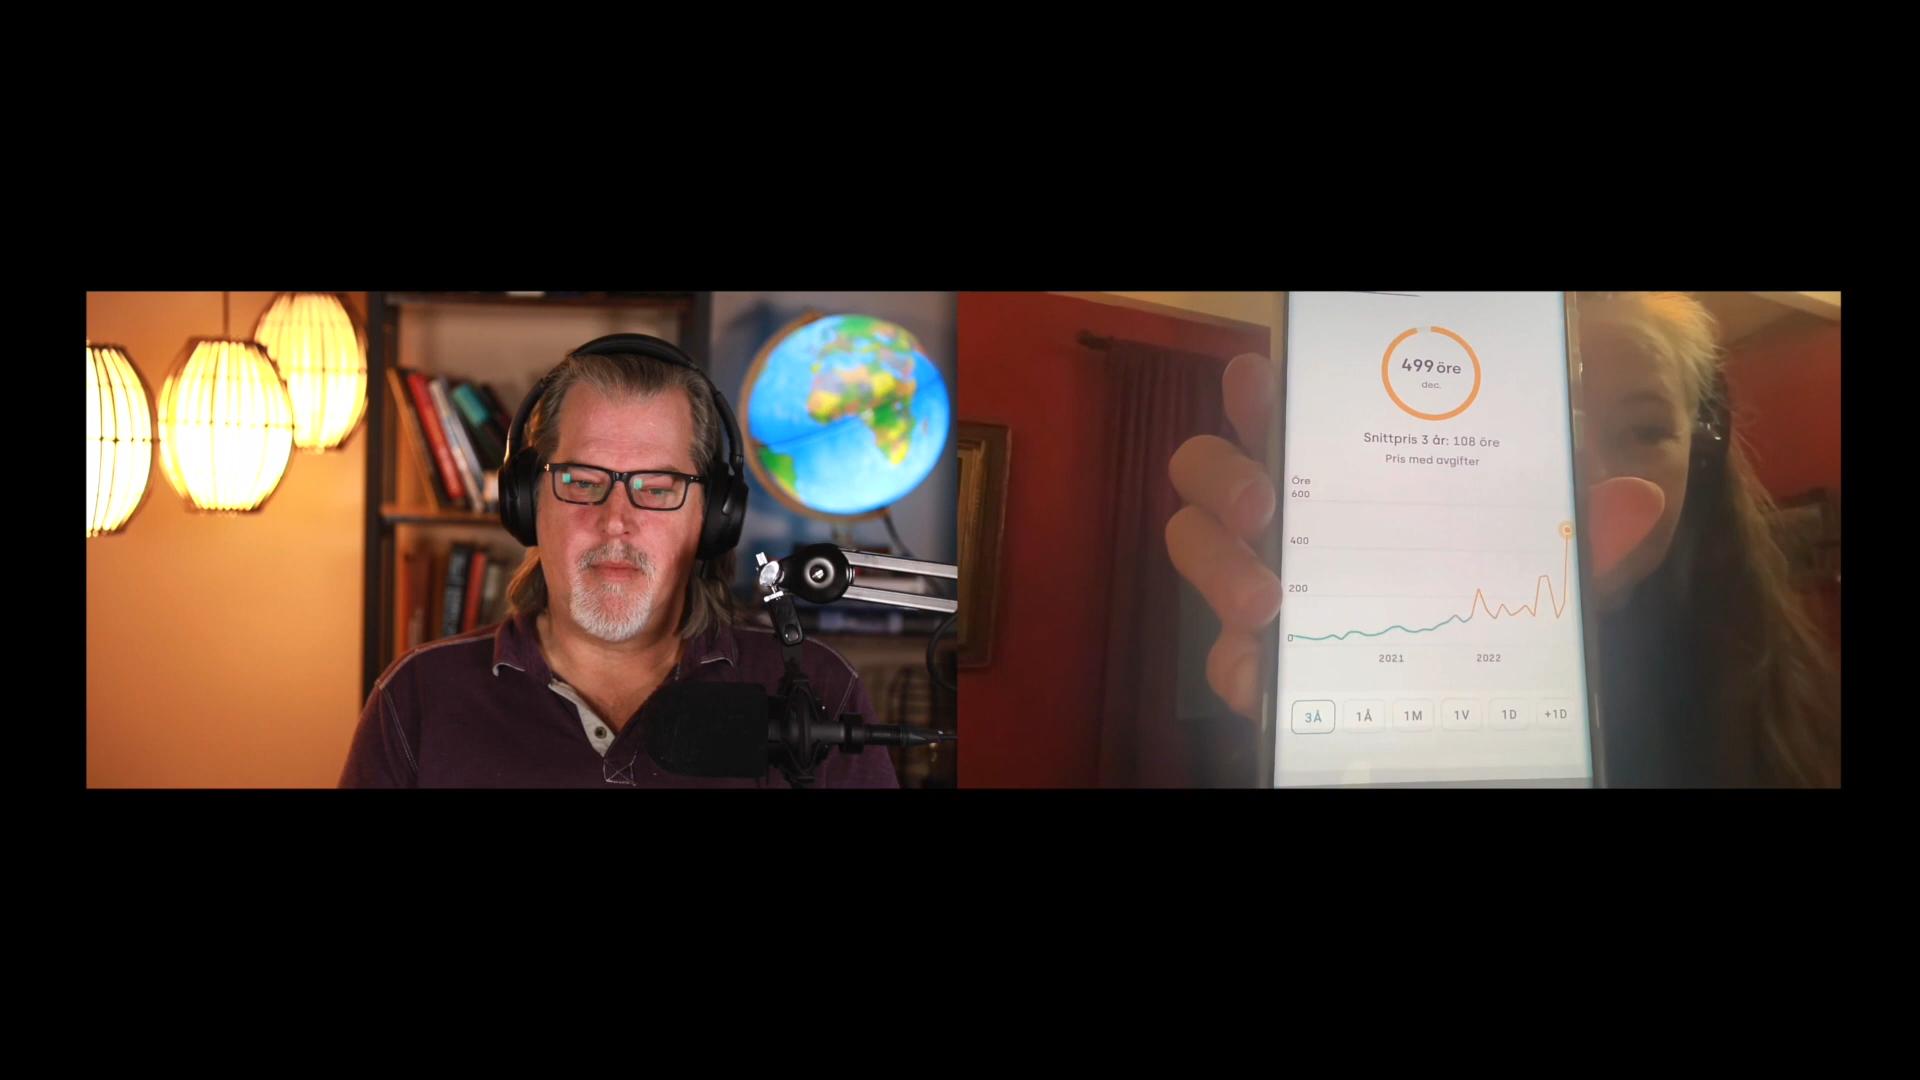 499 öre
dec.
Snittpris 3 år: 108 öre
Pris med avgifter
Öre
600
400
200
0
2021 2022
3Å 1Å 1M 1V 1D +1D